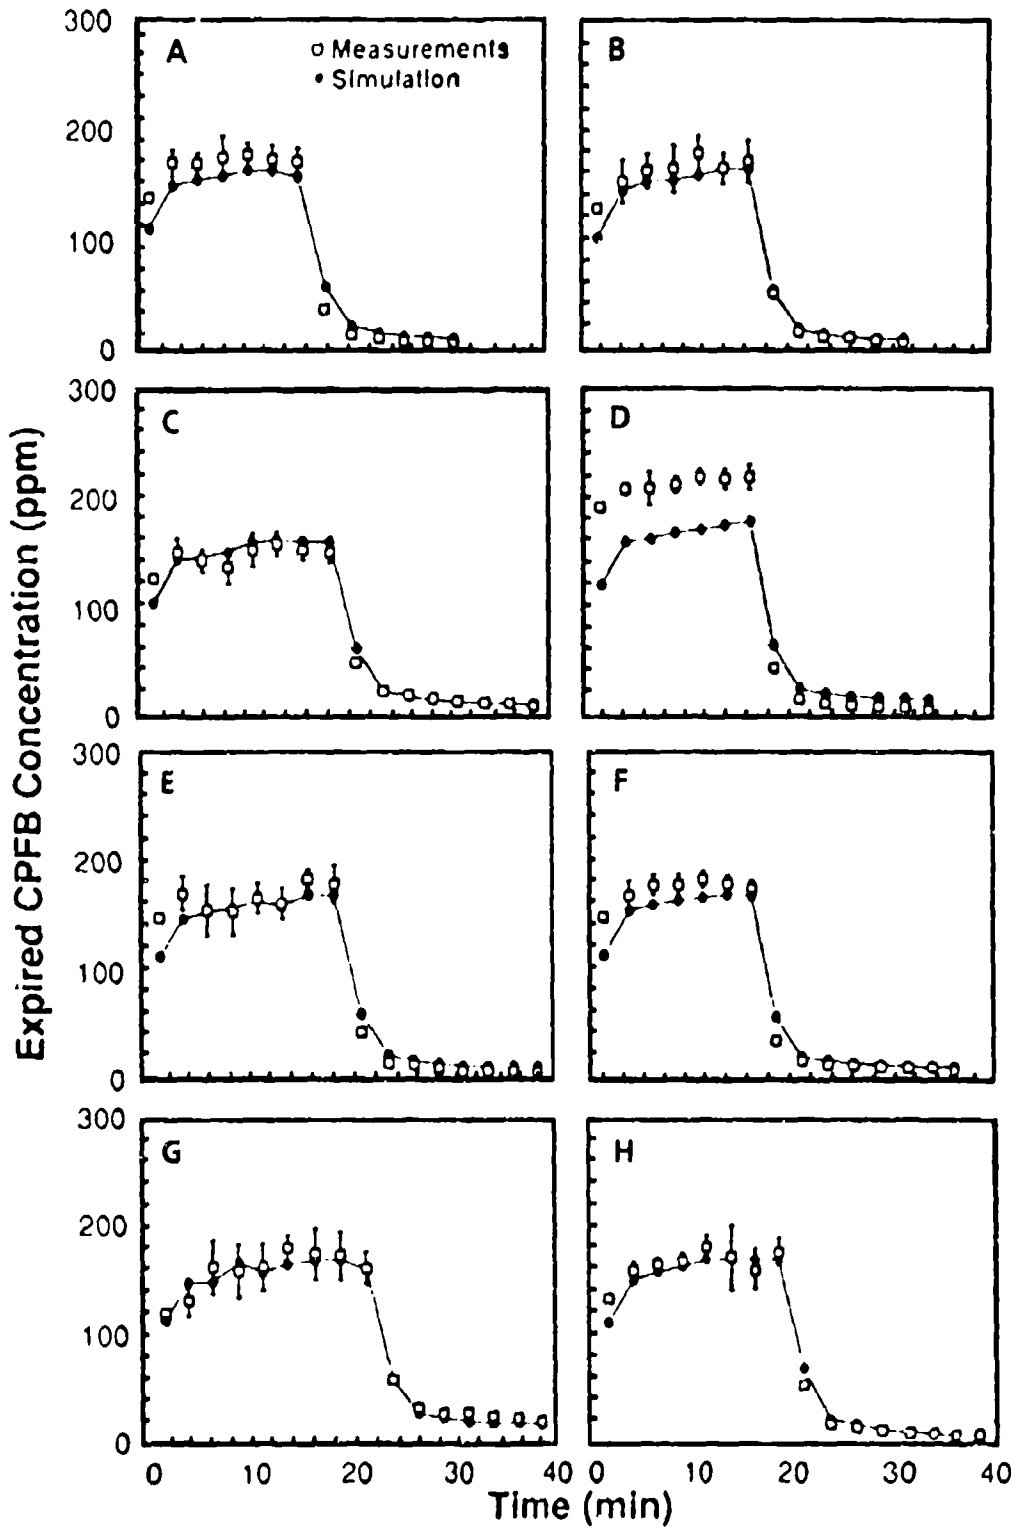 300
A
□ Measurements
• Simulation
B
200
100
0
300
C
D
200
100
0
Expired CPFB Concentration (ppm)
300
E
F
200
100
0
300
G
H
200
100
0
0 10 20 30 40 0 10 20 30 40
Time (min)